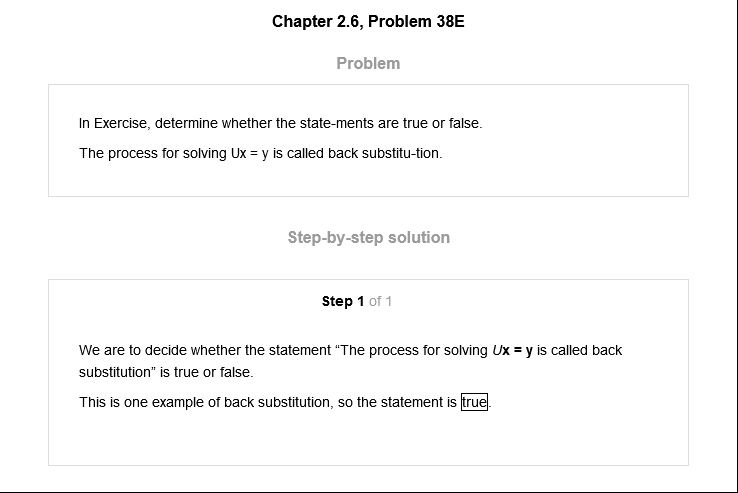 Chapter 2.6, Problem 38E
Problem
In Exercise, determine whether the state-ments are true or false.
The process for solving Ux = y is called back substitu-tion.
Step-by-step solution
Step 1 of 1
We are to decide whether the statement “The process for solving Ux = y is called back
substitution” is true or false.
This is one example of back substitution, so the statement is true.